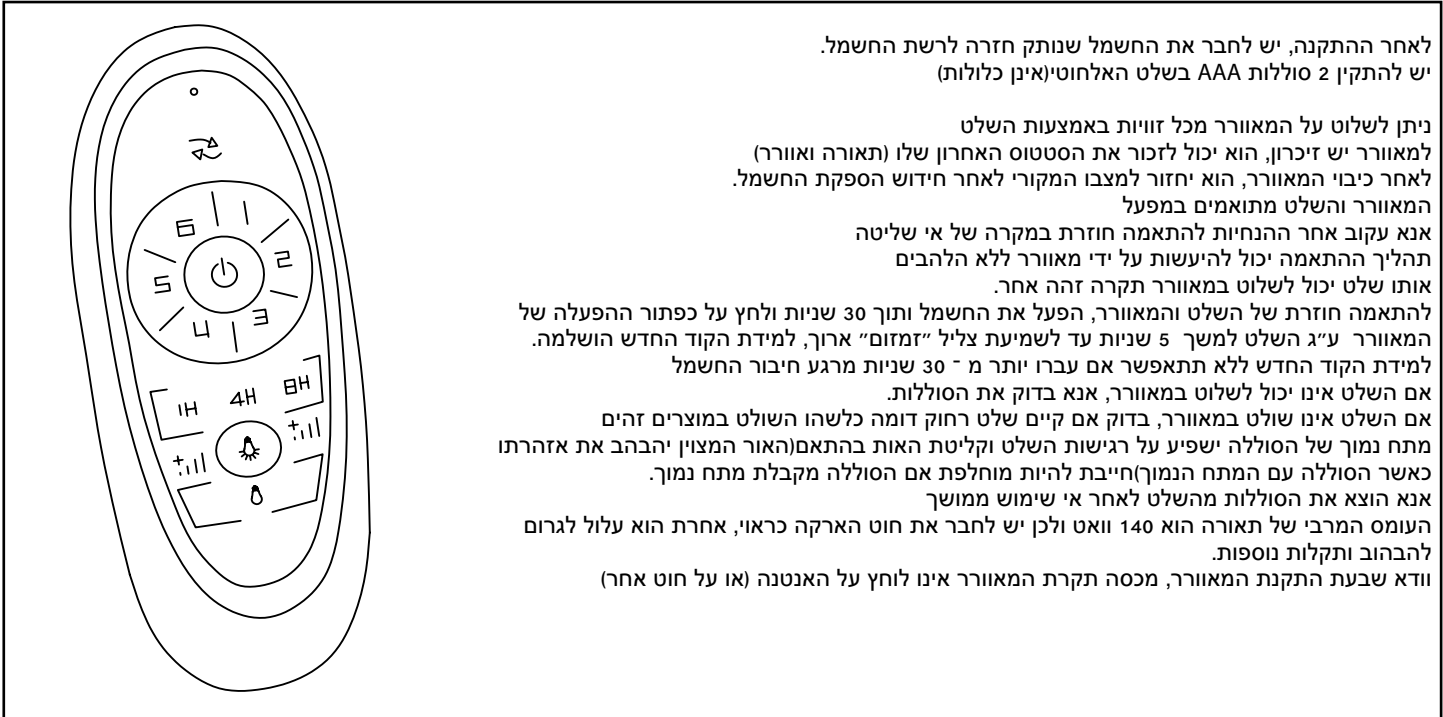 לאחר ההתקנה, יש לחבר את החשמל שנותק חזרה לרשת החשמל.
יש להתקין 2 סוללות AAA בשלט האלחוטי(אינן כלולות)
ניתן לשלוט על המאוורר מכל זוויות באמצעות השלט
למאוורר יש זיכרון, הוא יכול לזכור את הסטטוס האחרון שלו (תאורה ואוורר)
לאחר כיבוי המאוורר, הוא יחזור למצבו המקורי לאחר חידוש הספקת החשמל.
המאוורר והשלט מתואמים במפעל
אנא עקוב אחר ההנחיות להתאמה חוזרת במקרה של אי שליטה
תהליך ההתאמה יכול להיעשות על ידי מאוורר ללא הלהבים
אותו שלט יכול לשלוט במאוורר תקרה זהה אחר.
להתאמה חוזרת של השלט והמאוורר, הפעל את החשמל ותוך 30 שניות ולחץ על כפתור ההפעלה של
המאוורר ע״ג השלט למשך 5 שניות עד לשמיעת צליל ״זמזום״ ארוך, למידת הקוד החדש הושלמה.
למידת הקוד החדש ללא תתאפשר אם עברו יותר מ ־ 30 שניות מרגע חיבור החשמל
אם השלט אינו יכול לשלוט במאוורר, אנא בדוק את הסוללות.
אם השלט אינו שולט במאוורר, בדוק אם קיים שלט רחוק דומה כלשהו השולט במוצרים זהים
מתח נמוך של הסוללה ישפיע על רגישות השלט וקליטת האות בהתאם(האור המצוין יהבהב את אזהרתו
כאשר הסוללה עם המתח הנמוך)חייבת להיות מוחלפת אם הסוללה מקבלת מתח נמוך.
אנא הוצא את הסוללות מהשלט לאחר אי שימוש ממושך
העומס המרבי של תאורה הוא 140 וואט ולכן יש לחבר את חוט הארקה כראוי, אחרת הוא עלול לגרום
להבהוב ותקלות נוספות.
וודא שבעת התקנת המאוורר, מכסה תקרת המאוורר אינו לוחץ על האנטנה (או על חוט אחר)
6 1
5 2
4 3
1H 4H 8H